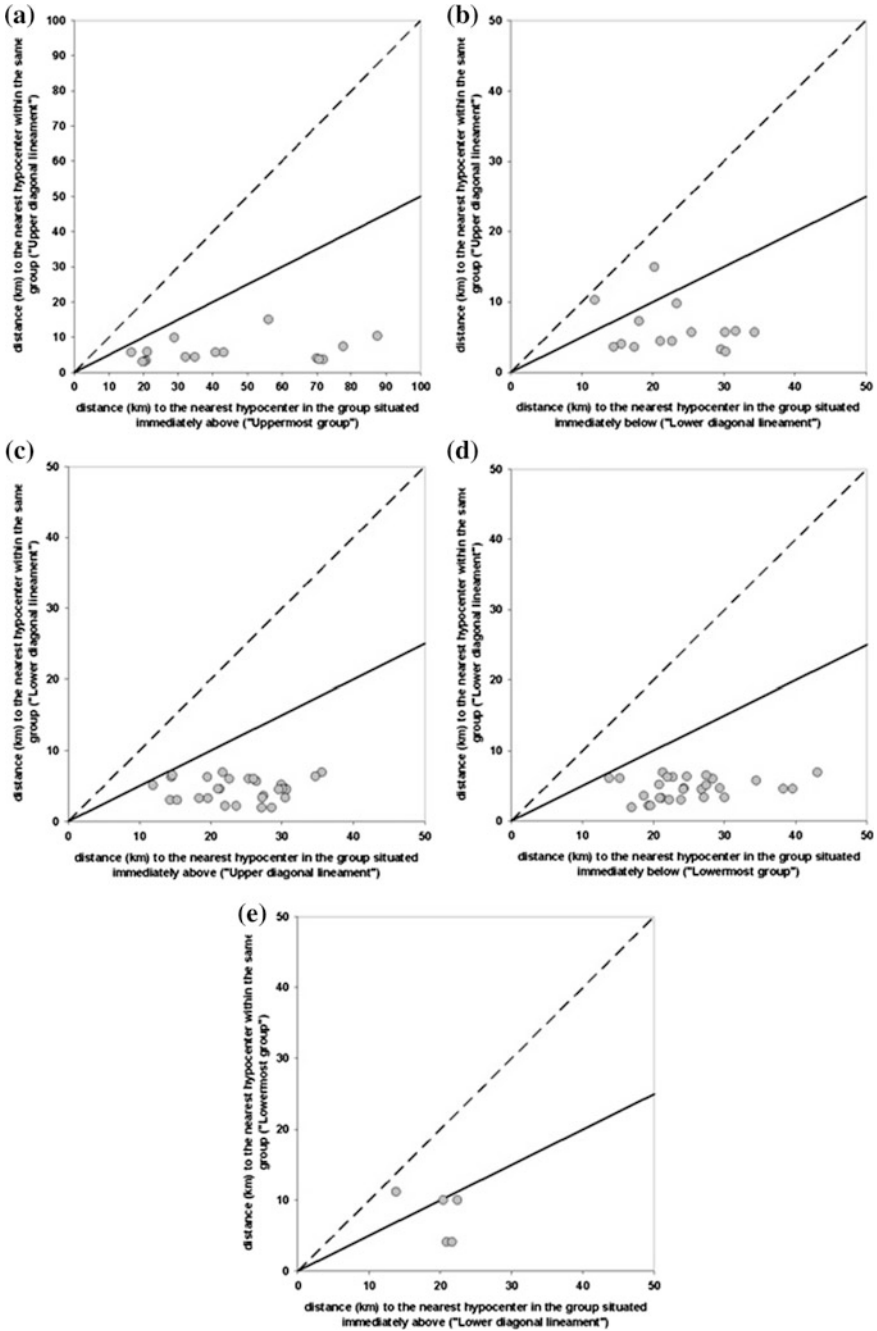 (a)
100
90
80
70
60
50
40
30
20
10
0
0 10 20 30 40 50 60 70 80 90 100
distance (km) to the nearest hypocenter within the same
group ("Upper diagonal lineament")
distance (km) to the nearest hypocenter in the group situated
immediately above ("Uppermost group")
(b)
50
40
30
20
10
0
0 10 20 30 40 50
distance (km) to the nearest hypocenter within the same
group ("Upper diagonal lineament")
distance (km) to the nearest hypocenter in the group situated
immediately below ("Lower diagonal lineament")
(c)
50
40
30
20
10
0
0 10 20 30 40 50
distance (km) to the nearest hypocenter within the same
group ("Lower diagonal lineament")
distance (km) to the nearest hypocenter in the group situated
immediately above ("Upper diagonal lineament")
(d)
50
40
30
20
10
0
0 10 20 30 40 50
distance (km) to the nearest hypocenter within the same
group ("Lower diagonal lineament")
distance (km) to the nearest hypocenter in the group situated
immediately below ("Lowermost group")
(e)
50
40
30
20
10
0
0 10 20 30 40 50
distance (km) to the nearest hypocenter within the same
group ("Lowermost group")
distance (km) to the nearest hypocenter in the group situated
immediately above ("Lower diagonal lineament")